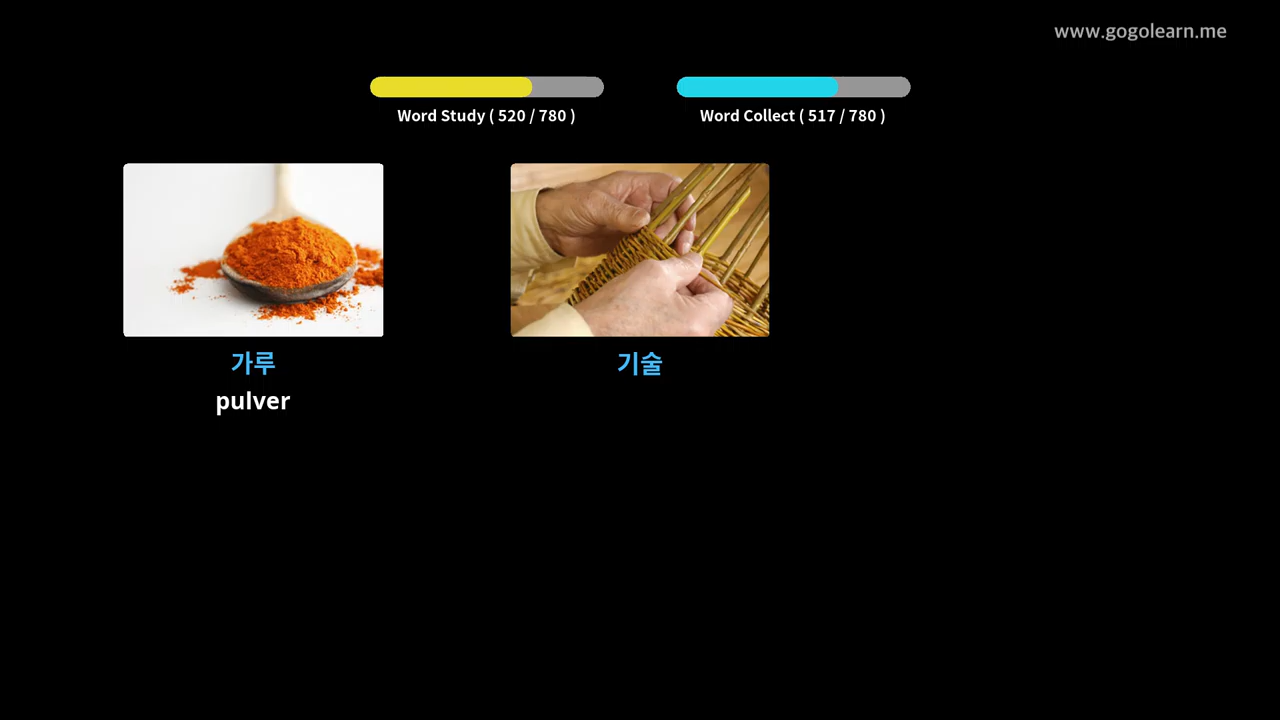 www.gogolearn.me
Word Study ( 520 / 780 )
Word Collect ( 517 / 780 )
가루
pulver
기술